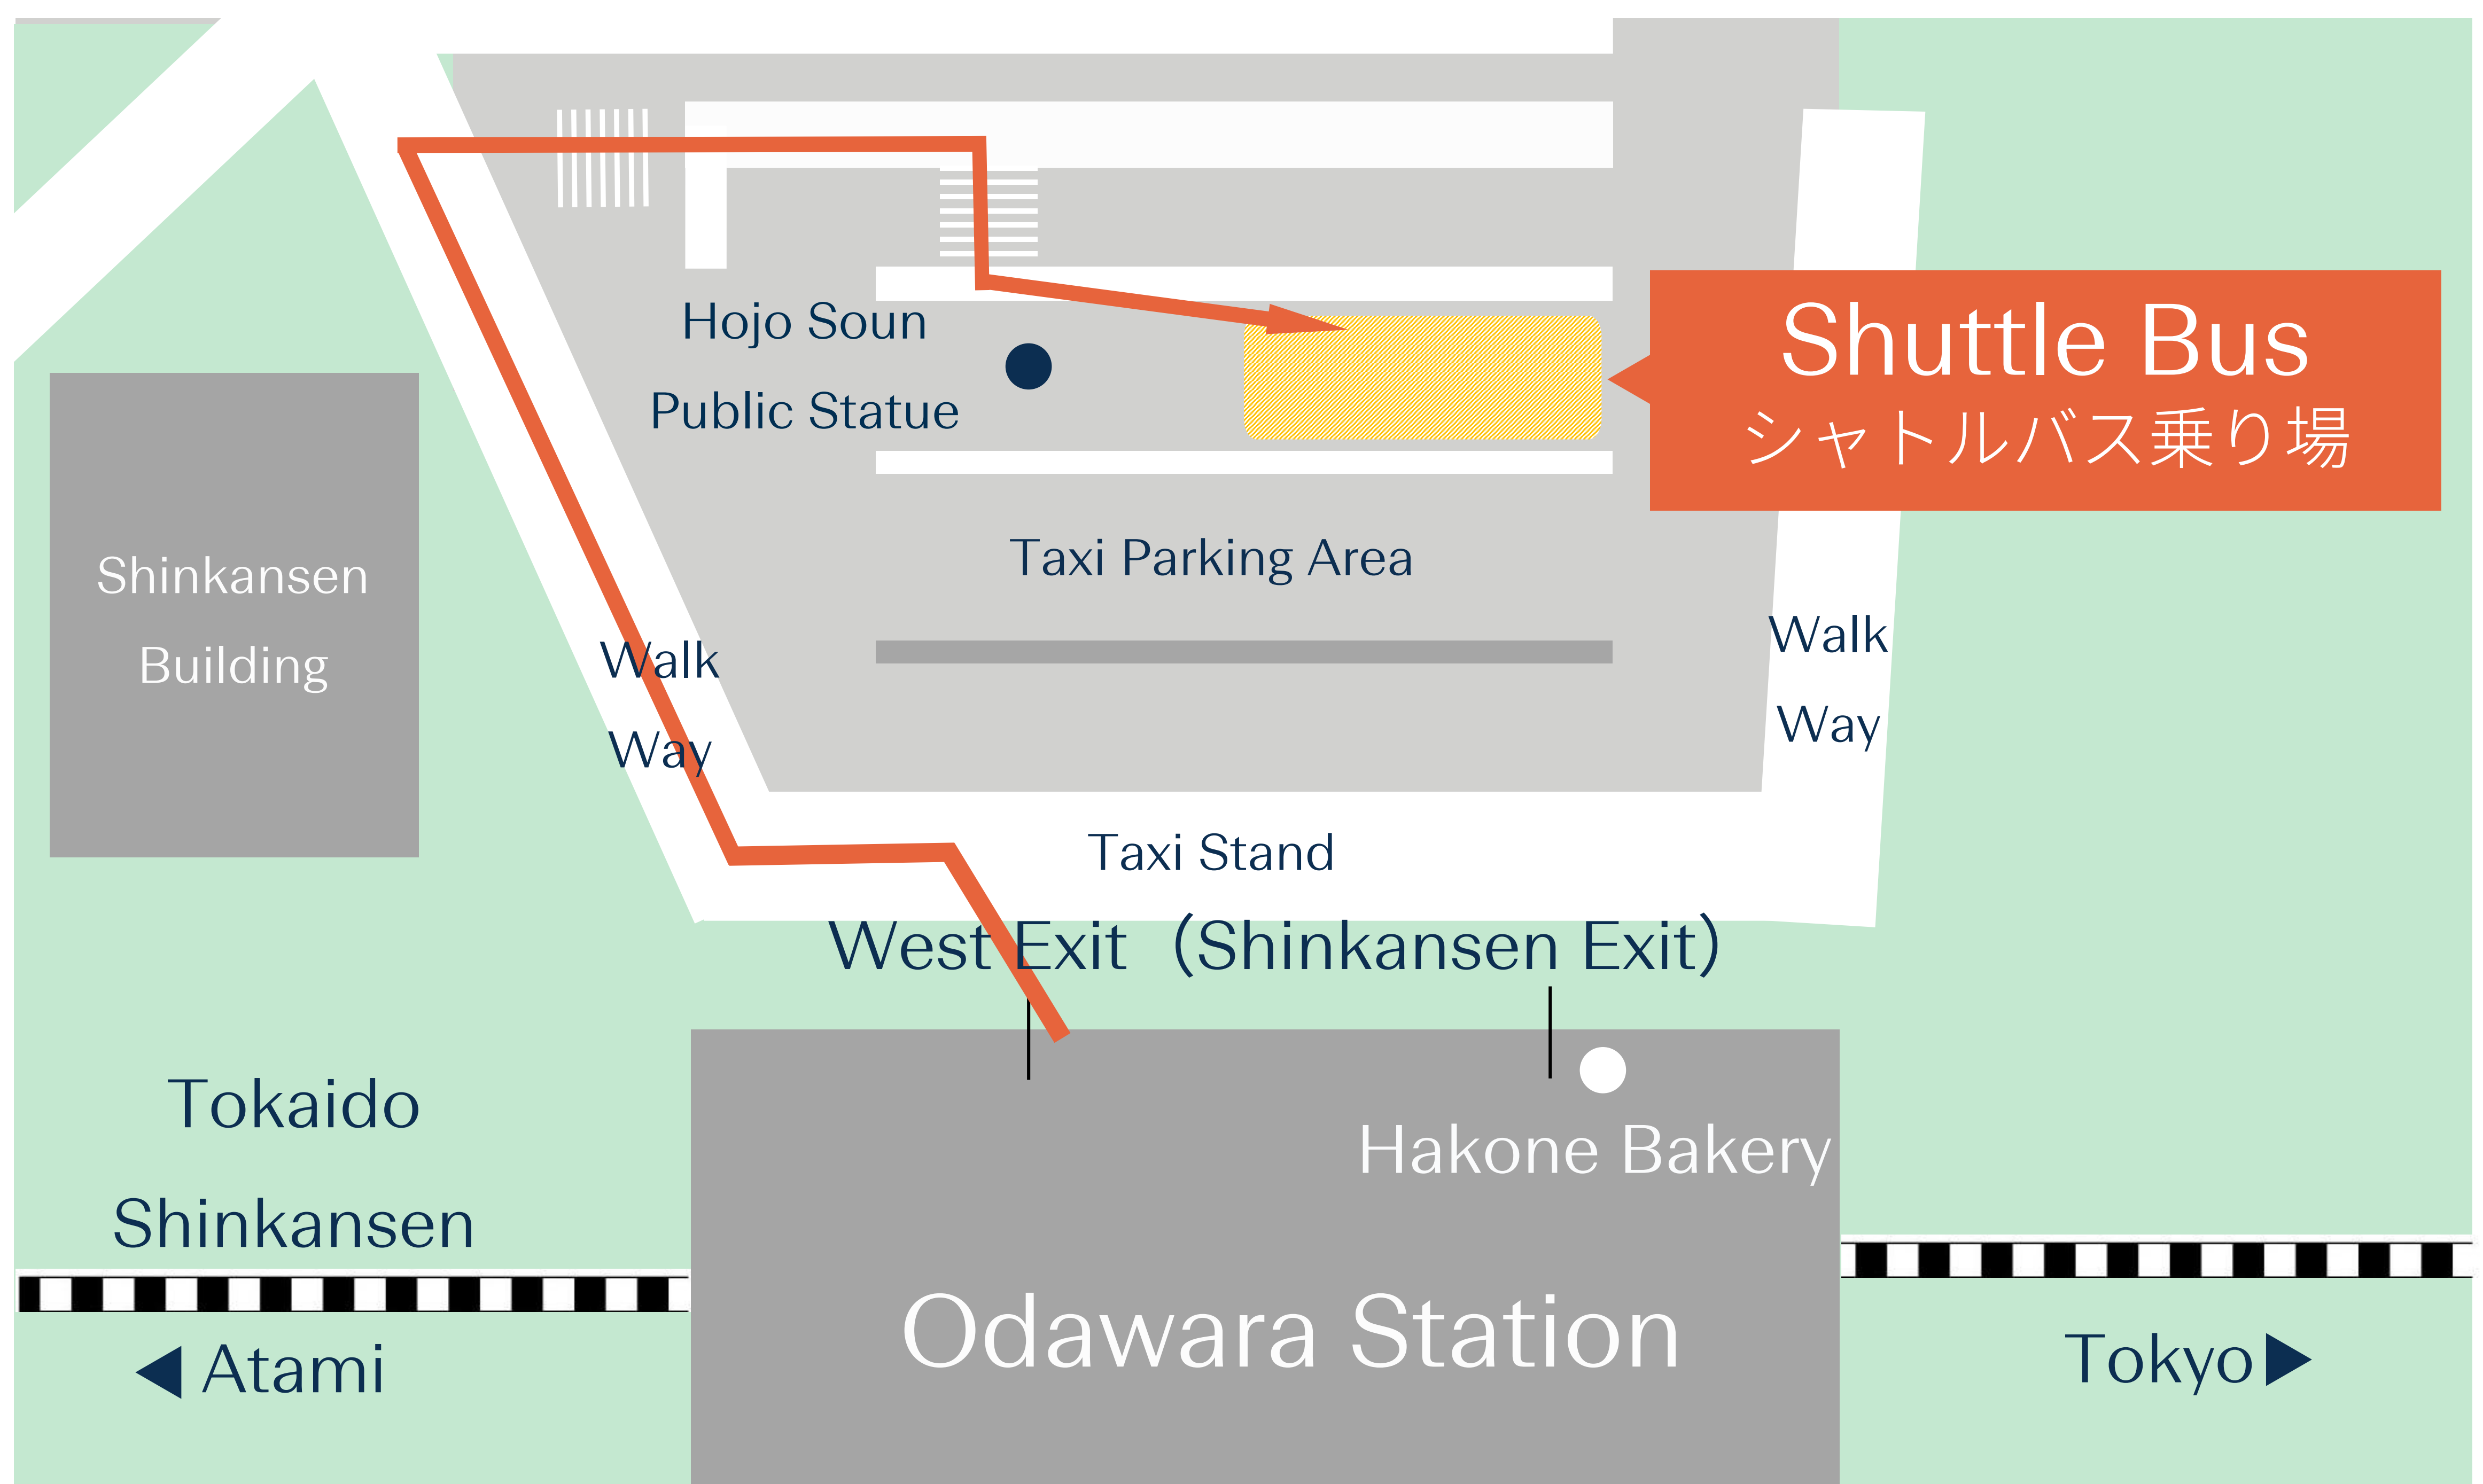 Hojo Soun
Public Statue
Shuttle Bus
シャトルバス乗り場
Shinkansen
Building
Taxi Parking Area
Walk
Way
Walk
Way
Taxi Stand
West Exit (Shinkansen Exit)
Tokaido
Shinkansen
Hakone Bakery
Odawara Station
Atami
Tokyo